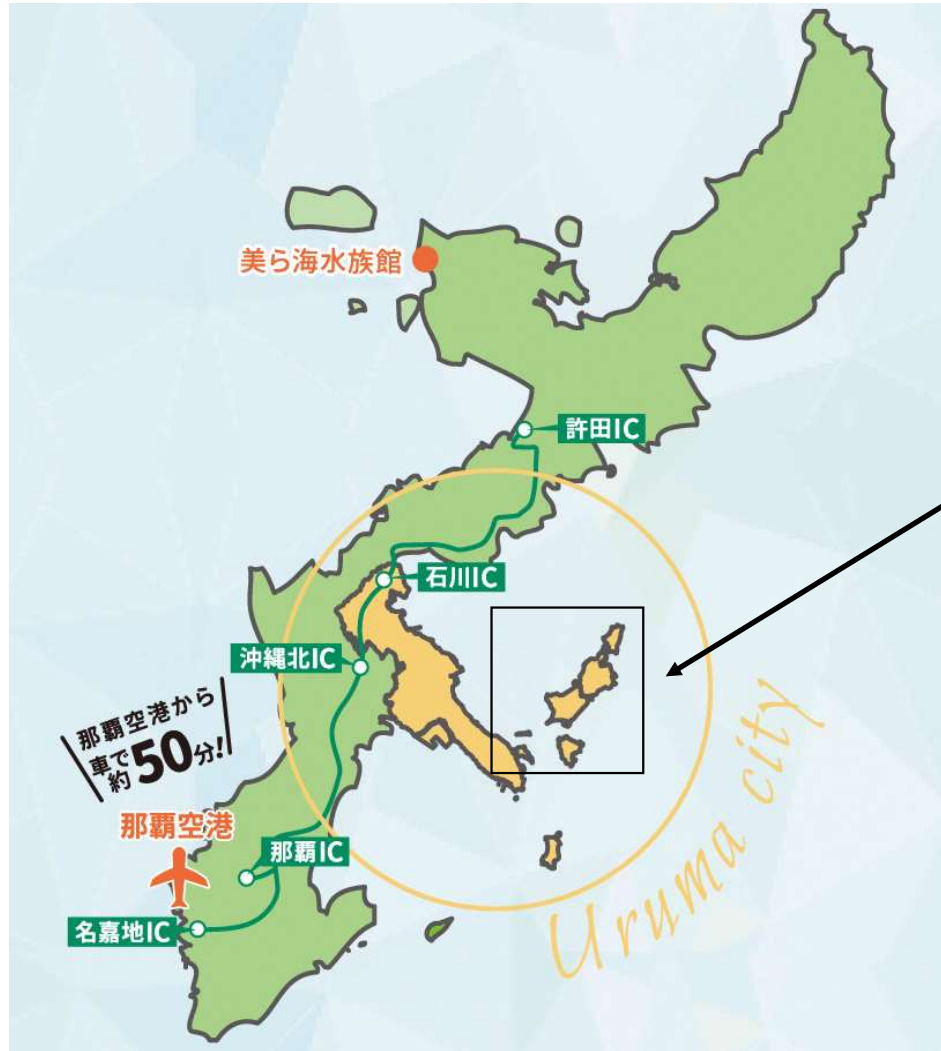 美ら海水族館
許田IC
石川IC
沖縄北IC
那覇空港から
車で約50分!
那覇空港
那覇IC
名嘉地IC
Uruma city